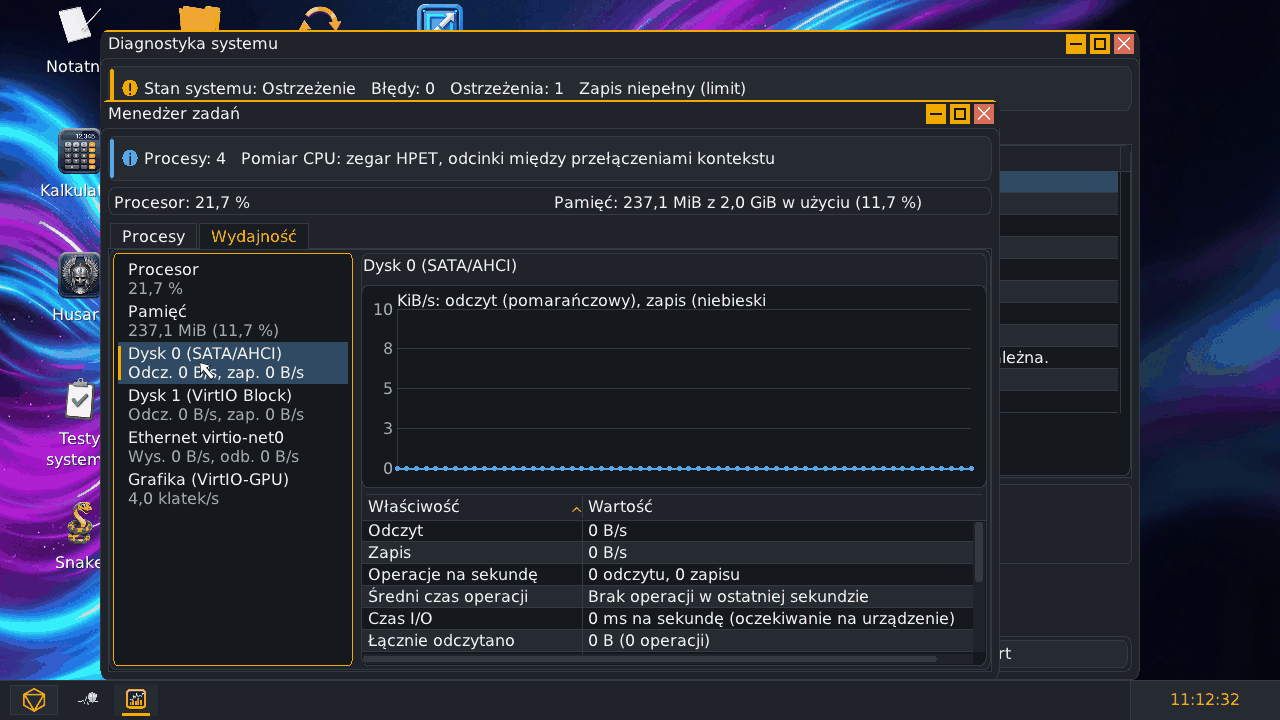 Notatn
Diagnostyka systemu
Stan systemu: Ostrzeżenie Błędy: 0 Ostrzeżenia: 1 Zapis niepełny (limit)
Menedżer zadań
Procesy: 4 Pomiar CPU: zegar HPET, odcinki między przełączeniami kontekstu
Kalkulat
Procesor: 21,7 % Pamięć: 237,1 MiB z 2,0 GiB w użyciu (11,7 %)
Procesy Wydajność
Procesor
21,7 %
Pamięć
237,1 MiB (11,7 %)
Dysk 0 (SATA/AHCI)
Odcz. 0 B/s, zap. 0 B/s
Dysk 1 (VirtIO Block)
Odcz. 0 B/s, zap. 0 B/s
Ethernet virtio-net0
Wys. 0 B/s, odb. 0 B/s
Grafika (VirtIO-GPU)
4,0 klatek/s
Dysk 0 (SATA/AHCI)
KiB/s: odczyt (pomarańczowy), zapis (niebieski
10
8
5
3
0
Właściwość Wartość
Odczyt 0 B/s
Zapis 0 B/s
Operacje na sekundę 0 odczytu, 0 zapisu
Średni czas operacji Brak operacji w ostatniej sekundzie
Czas I/O 0 ms na sekundę (oczekiwanie na urządzenie)
Łącznie odczytano 0 B (0 operacji)
Husar
Testy
system
Snake
ależna.
rt
11:12:32